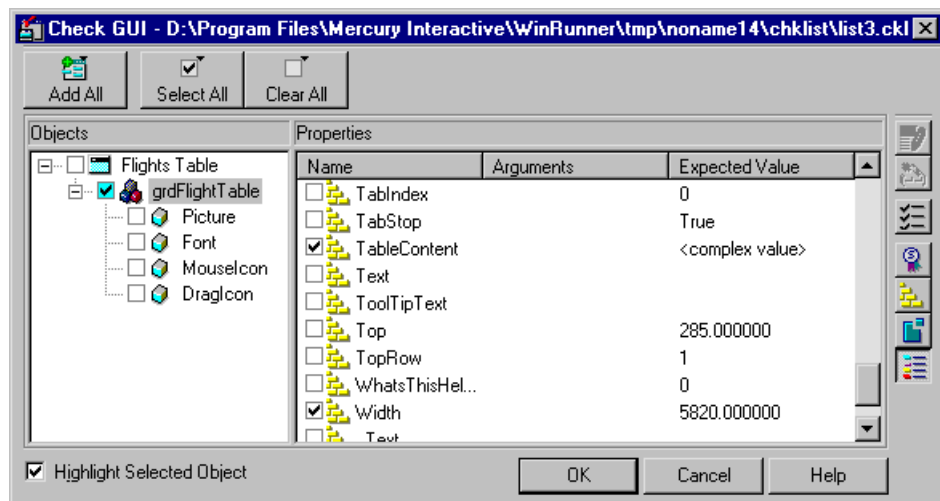 Check GUI - D:\Program Files\Mercury Interactive\WinRunner\tmp\noname14\chklist\list3.ckl
Add All Select All Clear All
Objects Properties
Flights Table
grdFlightTable
Picture
Font
MouseIcon
DragIcon
Name Arguments Expected Value
TabIndex 0
TabStop True
TableContent <complex value>
Text
ToolTipText
Top 285.000000
TopRow 1
WhatsThisHel... 0
Width 5820.000000
_Text
Highlight Selected Object OK Cancel Help